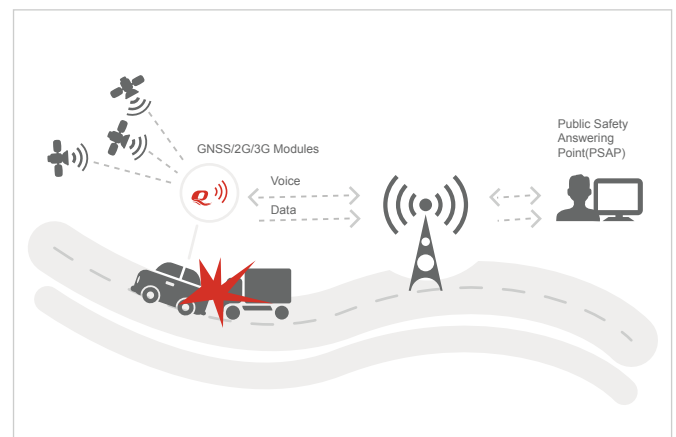 GNSS/2G/3G Modules
Voice
Data
Public Safety
Answering
Point(PSAP)